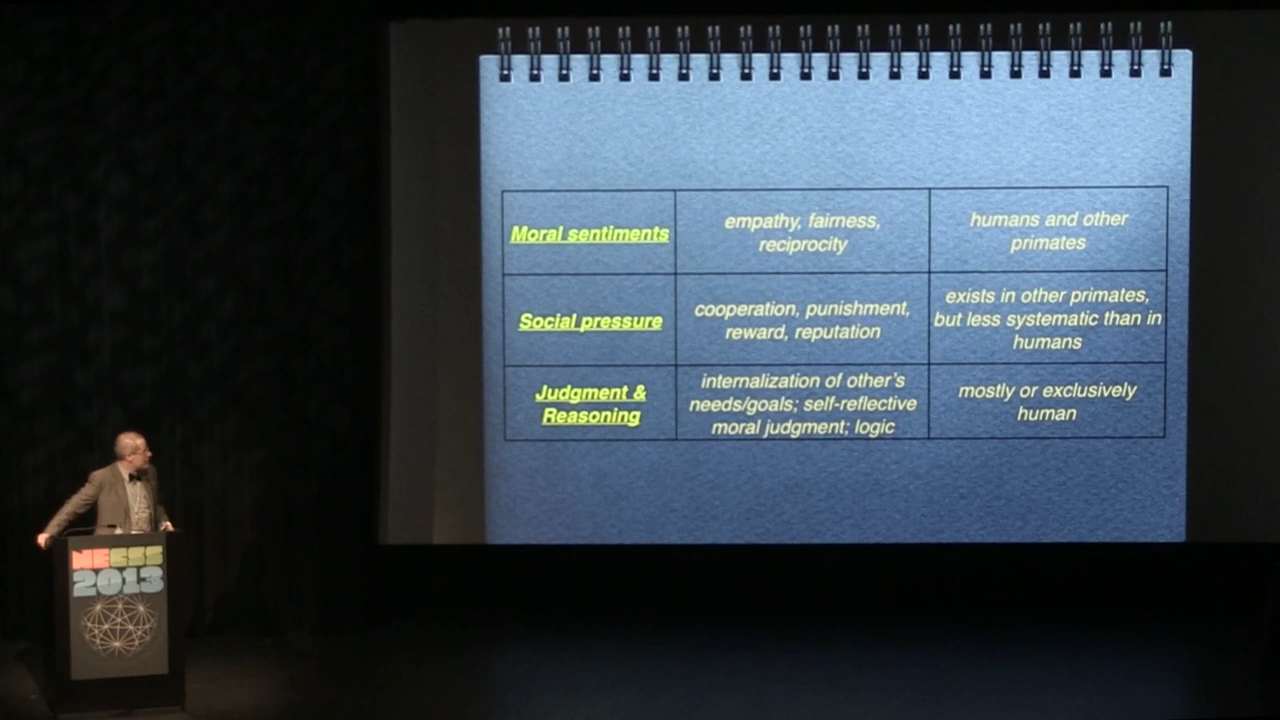 Moral sentiments
empathy, fairness,
reciprocity
humans and other
primates
Social pressure
cooperation, punishment,
reward, reputation
exists in other primates,
but less systematic than in
humans
Judgment &
Reasoning
internalization of other's
needs/goals; self-reflective
moral judgment; logic
mostly or exclusively
human
NECSS
2013